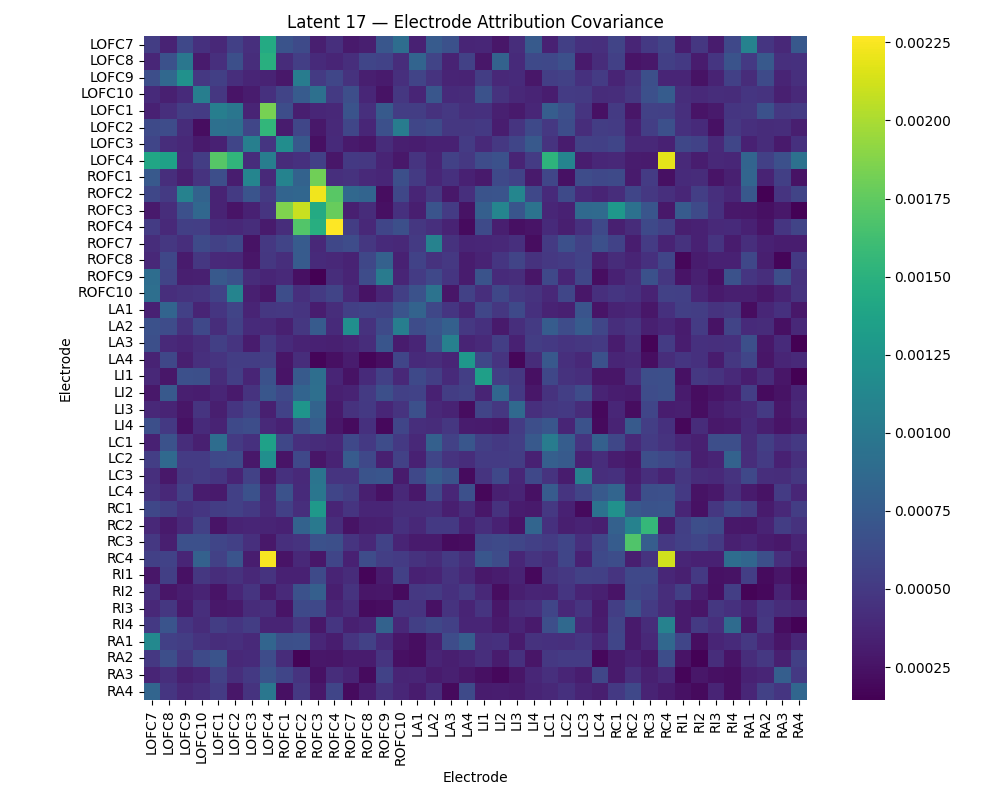 Latent 17 — Electrode Attribution Covariance
Electrode
LOFC7
LOFC8
LOFC9
LOFC10
LOFC1
LOFC2
LOFC3
LOFC4
ROFC1
ROFC2
ROFC3
ROFC4
ROFC7
ROFC8
ROFC9
ROFC10
LA1
LA2
LA3
LA4
LI1
LI2
LI3
LI4
LC1
LC2
LC3
LC4
RC1
RC2
RC3
RC4
RI1
RI2
RI3
RI4
RA1
RA2
RA3
RA4
LOFC7
LOFC8
LOFC9
LOFC10
LOFC1
LOFC2
LOFC3
LOFC4
ROFC1
ROFC2
ROFC3
ROFC4
ROFC7
ROFC8
ROFC9
ROFC10
LA1
LA2
LA3
LA4
LI1
LI2
LI3
LI4
LC1
LC2
LC3
LC4
RC1
RC2
RC3
RC4
RI1
RI2
RI3
RI4
RA1
RA2
RA3
RA4
Electrode
0.00225
0.00200
0.00175
0.00150
0.00125
0.00100
0.00075
0.00050
0.00025